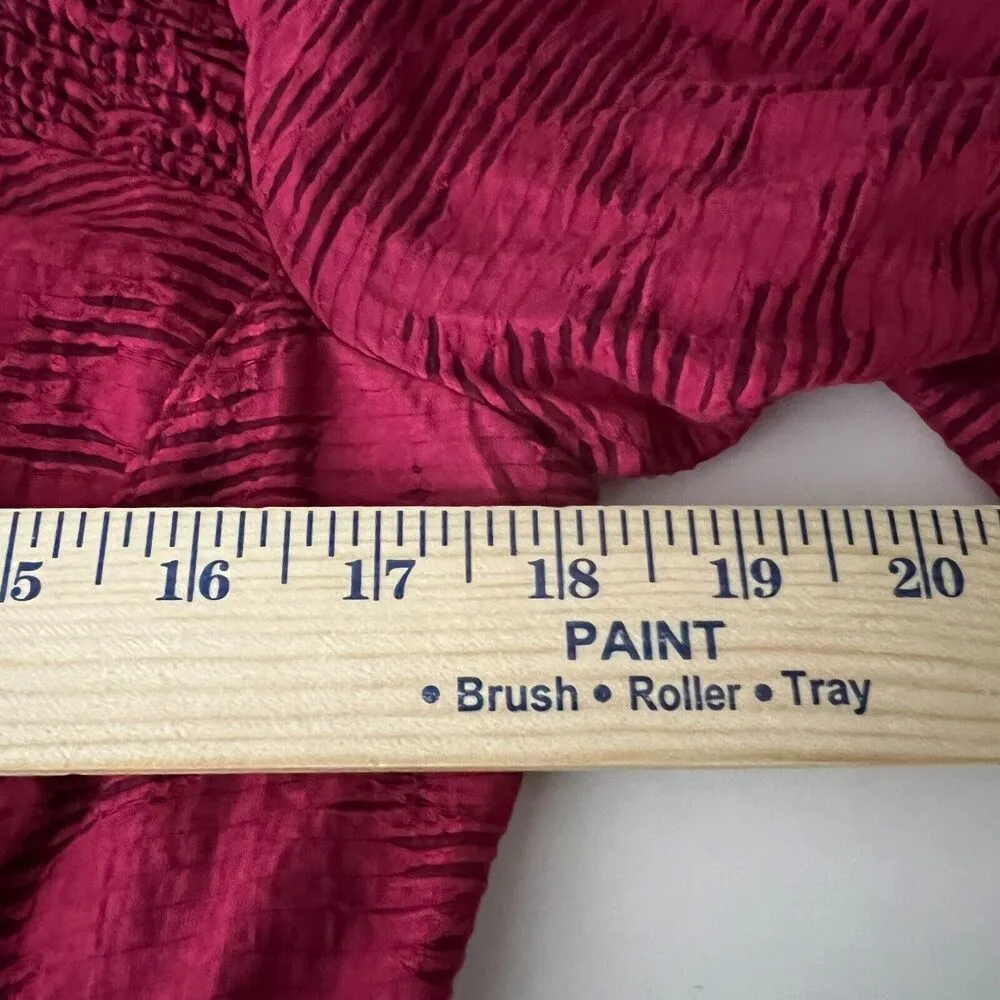 5 16 17 18 19 20
PAINT
• Brush • Roller • Tray